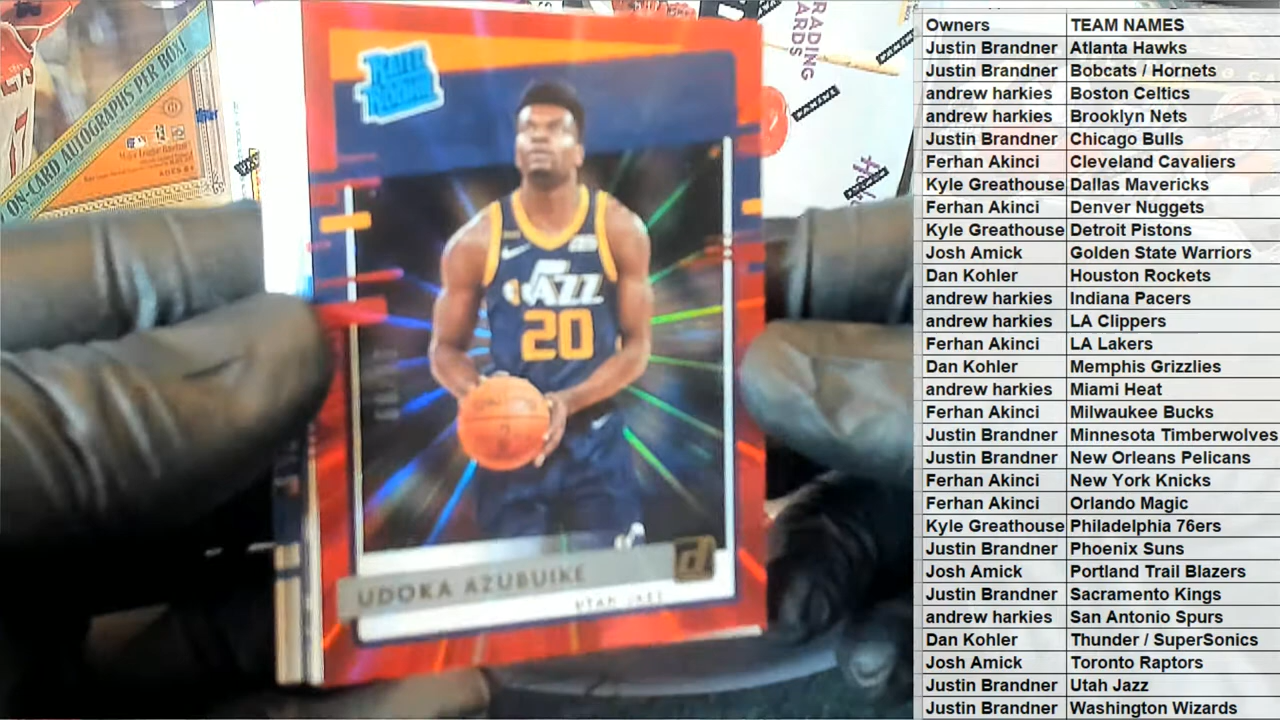 ON-CARD AUTOGRAPHS PER BOX!
RATED
ROOKIE
JAZZ
20
UDOKA AZUBUIKE
UTAH JAZZ
d
Owners TEAM NAMES
Justin Brandner Atlanta Hawks
Justin Brandner Bobcats / Hornets
andrew harkies Boston Celtics
andrew harkies Brooklyn Nets
Justin Brandner Chicago Bulls
Ferhan Akinci Cleveland Cavaliers
Kyle Greathouse Dallas Mavericks
Ferhan Akinci Denver Nuggets
Kyle Greathouse Detroit Pistons
Josh Amick Golden State Warriors
Dan Kohler Houston Rockets
andrew harkies Indiana Pacers
andrew harkies LA Clippers
Ferhan Akinci LA Lakers
Dan Kohler Memphis Grizzlies
andrew harkies Miami Heat
Ferhan Akinci Milwaukee Bucks
Justin Brandner Minnesota Timberwolves
Justin Brandner New Orleans Pelicans
Ferhan Akinci New York Knicks
Ferhan Akinci Orlando Magic
Kyle Greathouse Philadelphia 76ers
Justin Brandner Phoenix Suns
Josh Amick Portland Trail Blazers
Justin Brandner Sacramento Kings
andrew harkies San Antonio Spurs
Dan Kohler Thunder / SuperSonics
Josh Amick Toronto Raptors
Justin Brandner Utah Jazz
Justin Brandner Washington Wizards